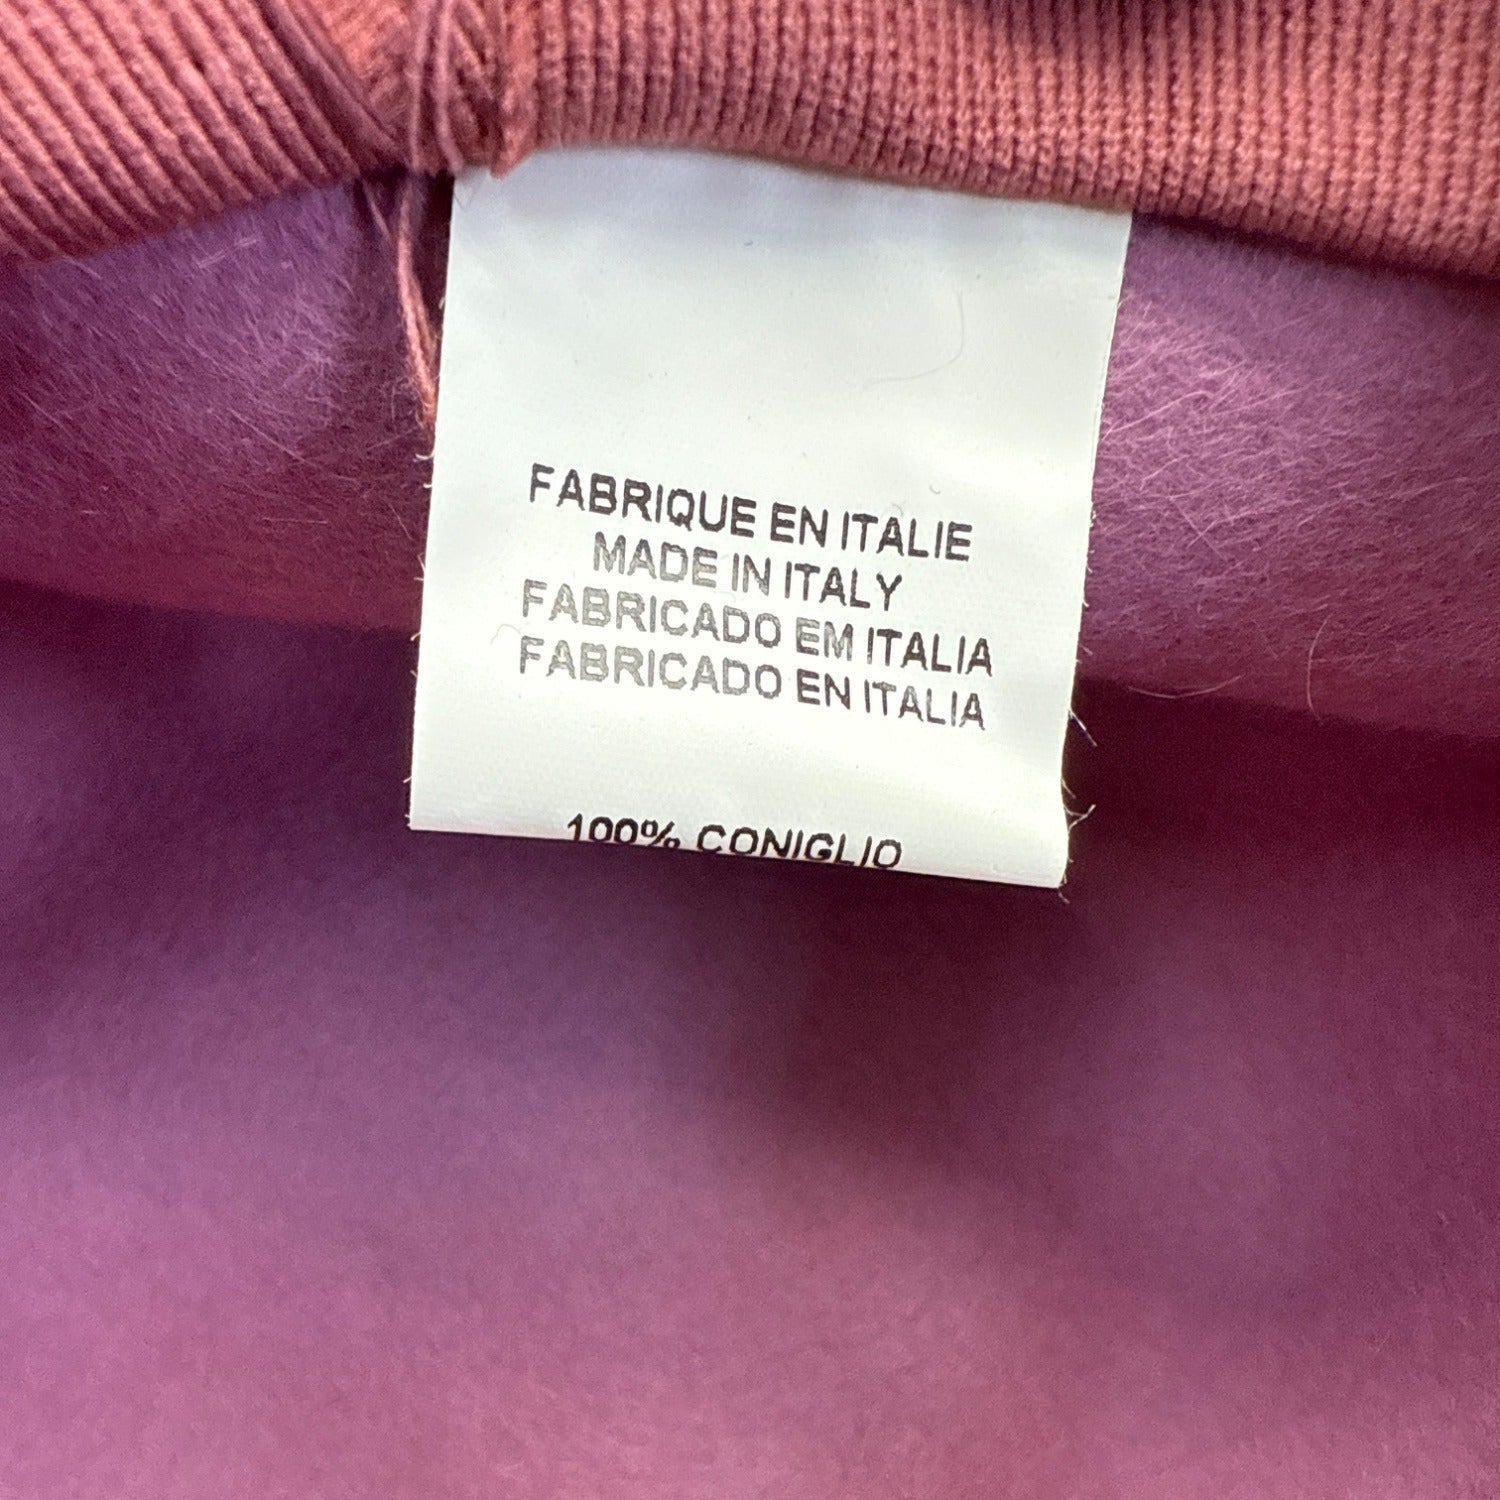 FABRIQUE EN ITALIE
MADE IN ITALY
FABRICADO EM ITALIA
FABRICADO EN ITALIA
100% CONIGLIO